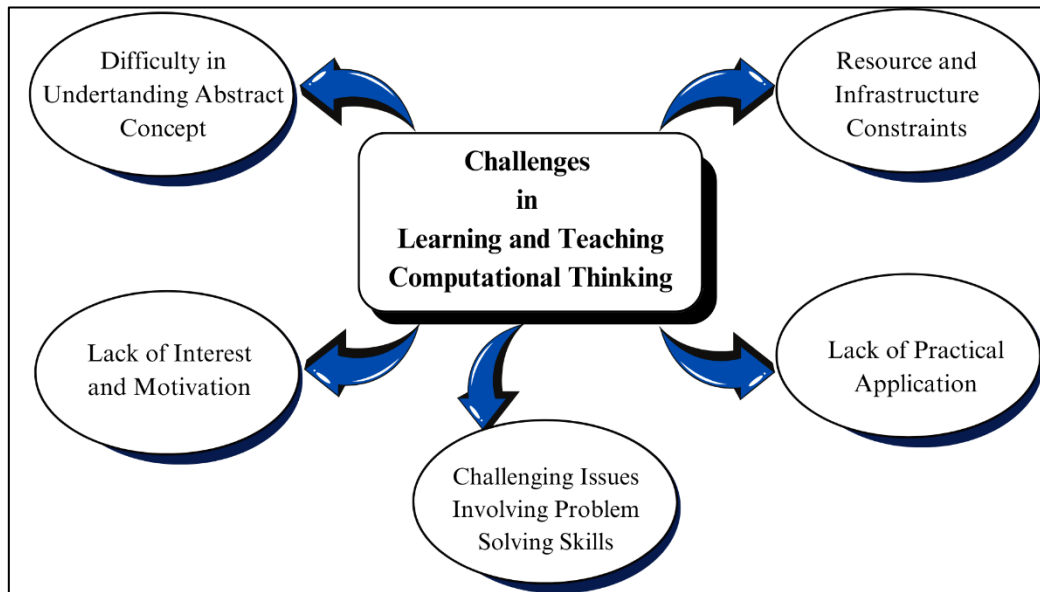 Difficulty in
Undertanding Abstract
Concept
Resource and
Infrastructure
Constraints
Challenges
in
Learning and Teaching
Computational Thinking
Lack of Interest
and Motivation
Lack of Practical
Application
Challenging Issues
Involving Problem
Solving Skills